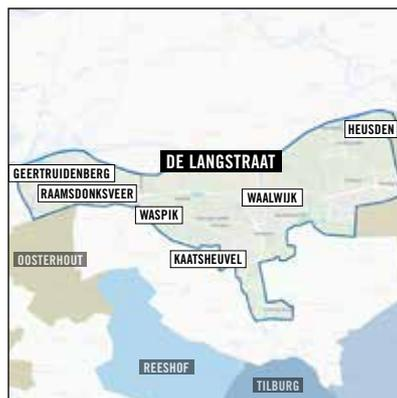 HEUSDEN
DE LANGSTRAAT
GEERTRUIDENBERG
RAAMSDONKSVEER
WAALWIJK
WASPIK
OOSTERHOUT
KAATSHEUVEL
REESHOF
TILBURG